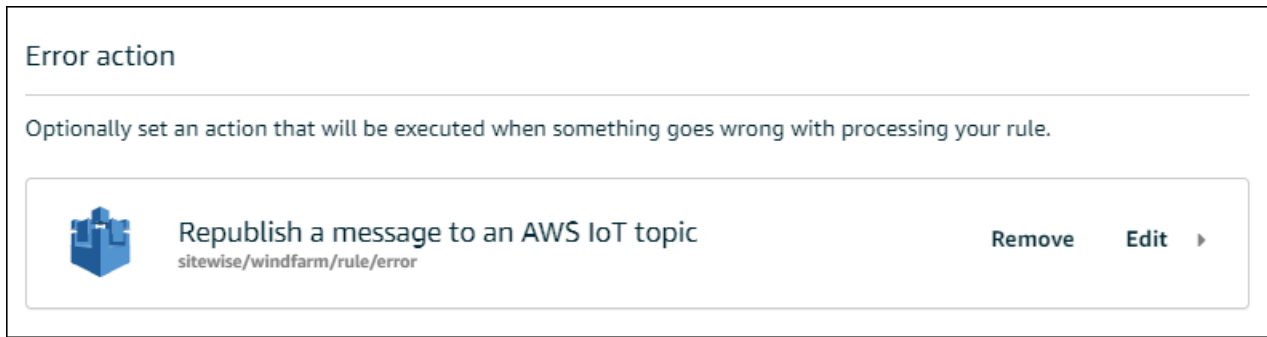 Error action
Optionally set an action that will be executed when something goes wrong with processing your rule.
Republish a message to an AWS IoT topic
Remove Edit
sitewise/windfarm/rule/error